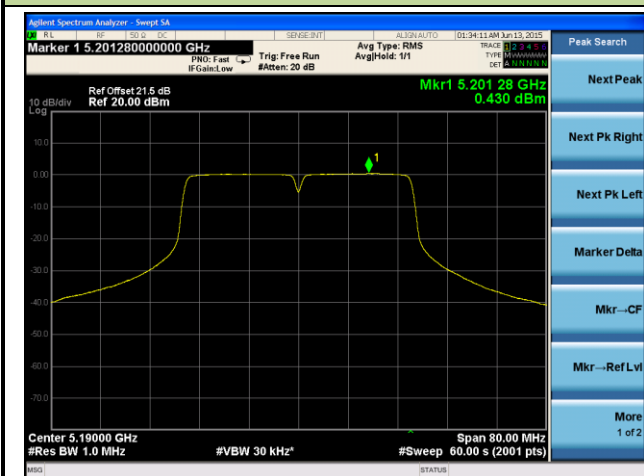 Agilent Spectrum Analyzer - Swept SA
RL RF 50 Ω DC SENSE:INT ALIGN AUTO 01:34:11 AM Jun 13, 2015
Marker 1 5.201280000000 GHz
PNO: Fast
IFGain:Low
Trig: Free Run
#Atten: 20 dB
Avg Type: RMS
Avg|Hold: 1/1
TRACE 1 2 3 4 5 6
TYPE M
DET A N N N N N
Peak Search
Next Peak
Next Pk Right
Next Pk Left
Marker Delta
Mkr→CF
Mkr→Ref Lvl
More
1 of 2
Ref Offset 21.5 dB
10 dB/div Ref 20.00 dBm
Log
Mkr1 5.201 28 GHz
0.430 dBm
1
10.0
0.00
-10.0
-20.0
-30.0
-40.0
-50.0
-60.0
-70.0
Center 5.19000 GHz
#Res BW 1.0 MHz
#VBW 30 kHz*
Span 80.00 MHz
#Sweep 60.00 s (2001 pts)
MSG STATUS